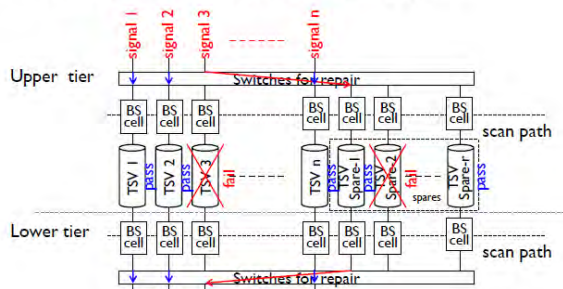 signal 1
signal 2
signal 3
signal n
Upper tier
Switches for repair
BS cell
BS cell
BS cell
BS cell
BS cell
BS cell
BS cell
scan path
TSV 1
pass
TSV 2
pass
TSV 3
fail
TSV n
pass
TSV Spare-1
pass
TSV Spare-2
fail
spares
TSV Spare-r
pass
Lower tier
BS cell
BS cell
BS cell
BS cell
BS cell
BS cell
BS cell
scan path
Switches for repair